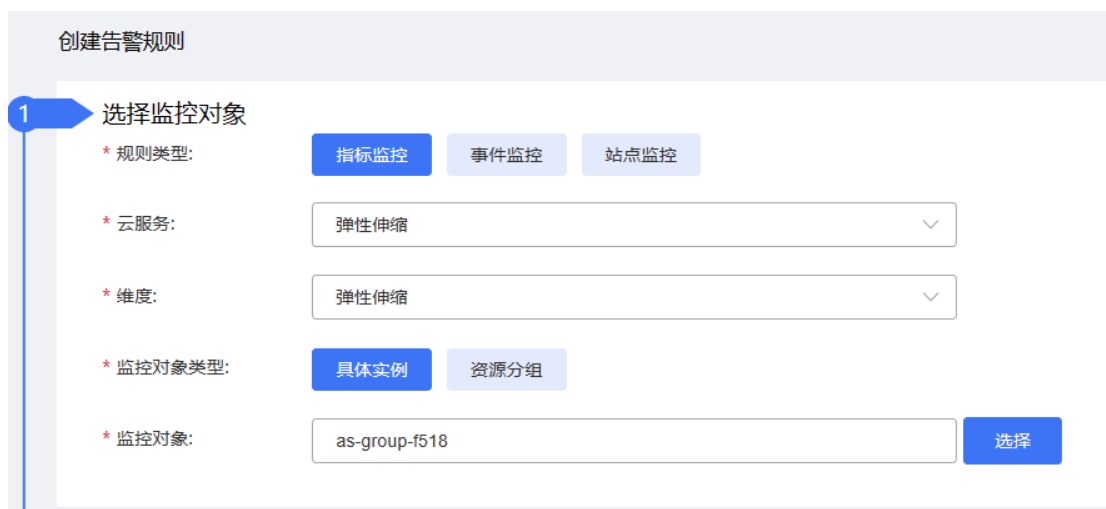 创建告警规则
1 选择监控对象
* 规则类型: 指标监控 事件监控 站点监控
* 云服务: 弹性伸缩
* 维度: 弹性伸缩
* 监控对象类型: 具体实例 资源分组
* 监控对象: as-group-f518 选择